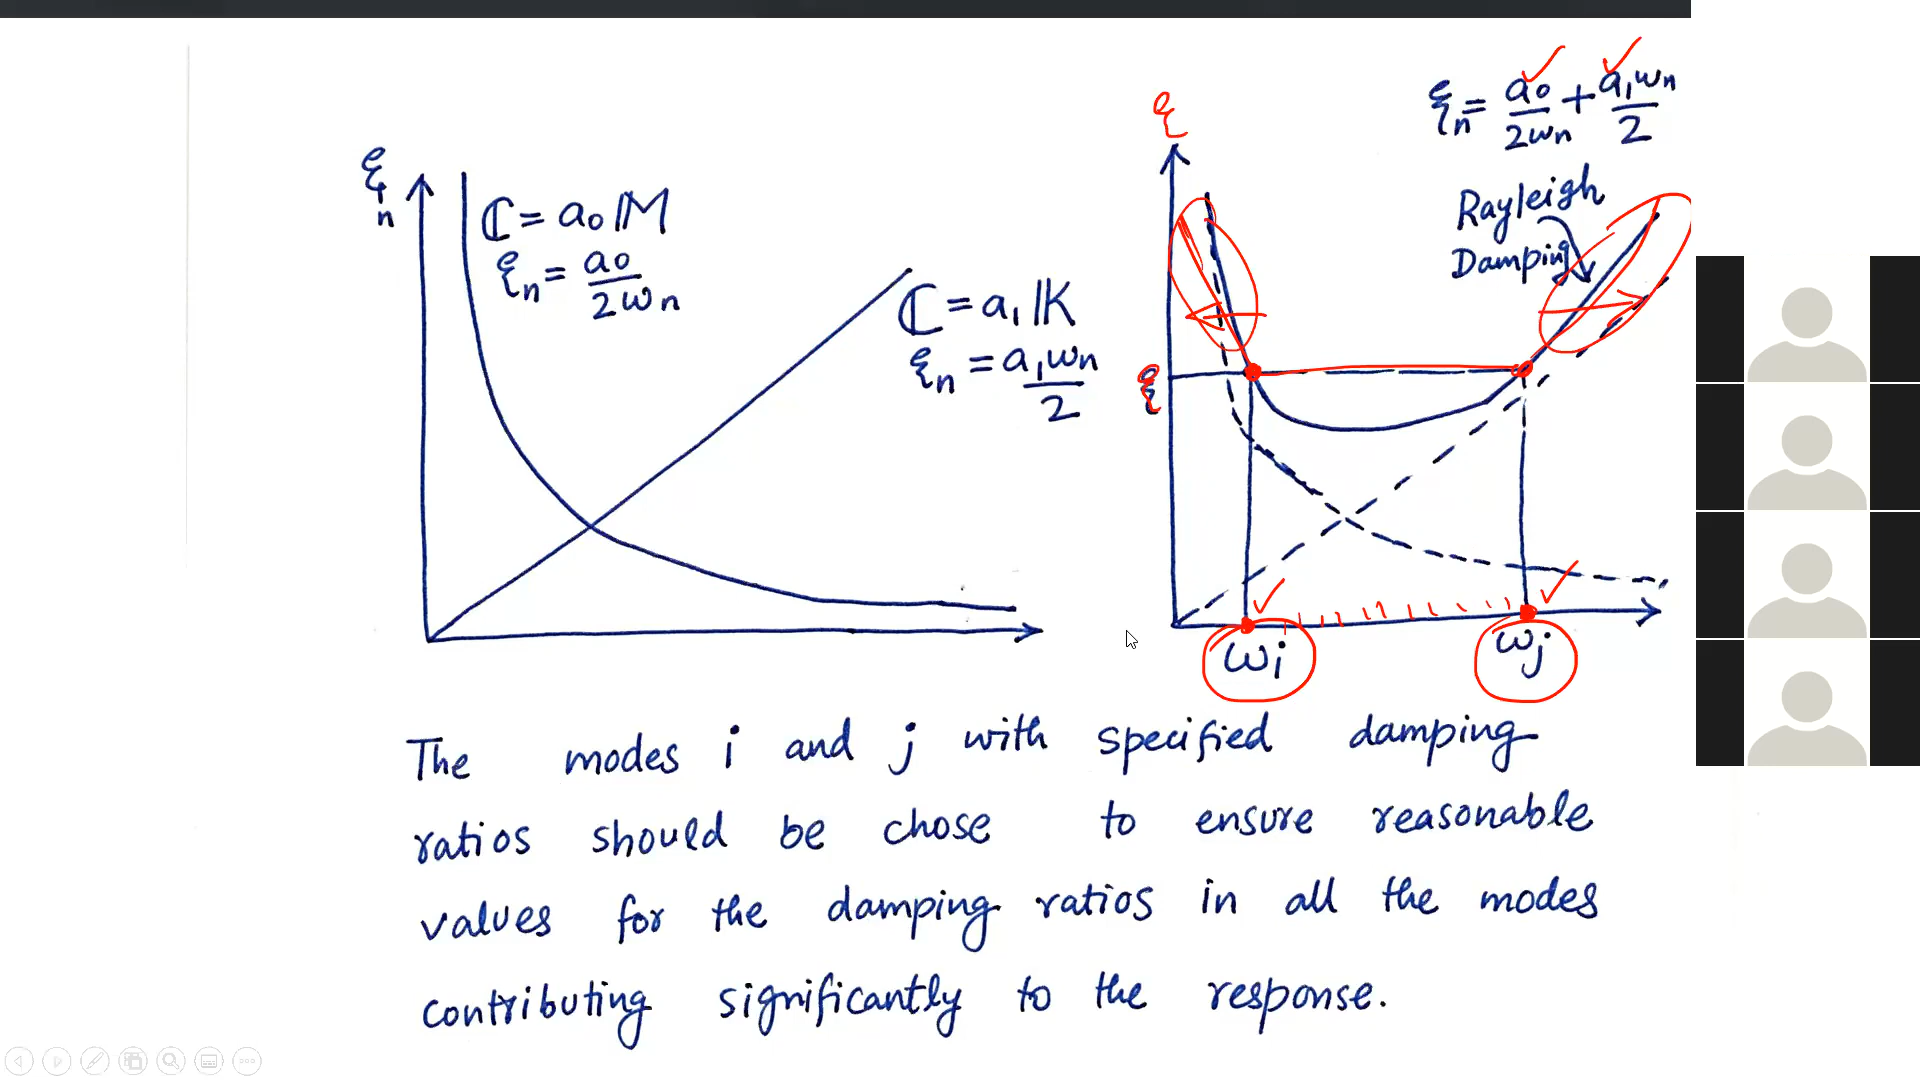 ξn
ℂ = a₀ 𝕄
ξn = a₀/2ωn
ℂ = a₁ 𝕂
ξn = a₁ωn/2
ξ
ξn = a₀/2ωn + a₁ωn/2
Rayleigh
Damping
ξ
ωi
ωj
The modes i and j with specified damping
ratios should be chose to ensure reasonable
values for the damping ratios in all the modes
contributing significantly to the response.